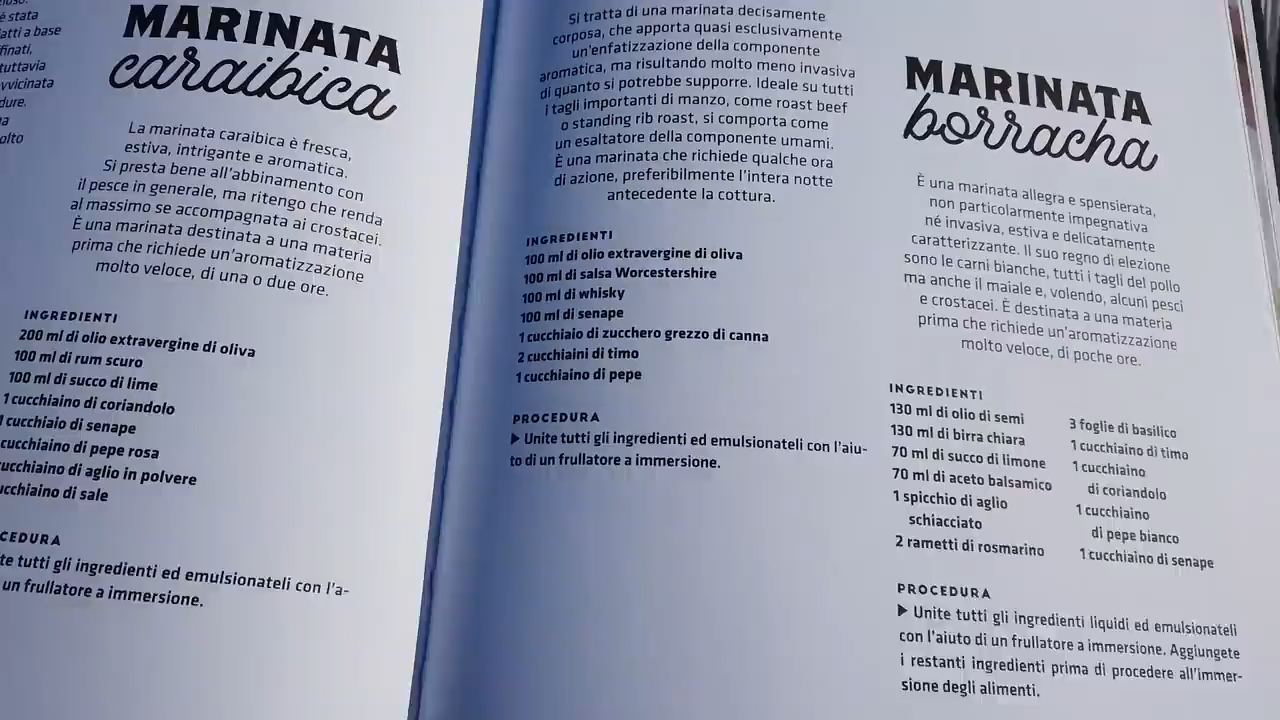 è stata
atti a base
ffinati,
tuttavia
vvicinata
dure.
olto
MARINATA
caraibica
La marinata caraibica è fresca,
estiva, intrigante e aromatica.
Si presta bene all'abbinamento con
il pesce in generale, ma ritengo che renda
al massimo se accompagnata ai crostacei.
È una marinata destinata a una materia
prima che richiede un'aromatizzazione
molto veloce, di una o due ore.
INGREDIENTI
200 ml di olio extravergine di oliva
100 ml di rum scuro
100 ml di succo di lime
1 cucchiaino di coriandolo
1 cucchiaio di senape
cucchiaino di pepe rosa
ucchiaino di aglio in polvere
ucchiaino di sale
CEDURA
te tutti gli ingredienti ed emulsionateli con l'a-
un frullatore a immersione.
Si tratta di una marinata decisamente
corposa, che apporta quasi esclusivamente
un'enfatizzazione della componente
aromatica, ma risultando molto meno invasiva
di quanto si potrebbe supporre. Ideale su tutti
i tagli importanti di manzo, come roast beef
o standing rib roast, si comporta come
un esaltatore della componente umami.
È una marinata che richiede qualche ora
di azione, preferibilmente l'intera notte
antecedente la cottura.
INGREDIENTI
100 ml di olio extravergine di oliva
100 ml di salsa Worcestershire
100 ml di whisky
100 ml di senape
1 cucchiaio di zucchero grezzo di canna
2 cucchiaini di timo
1 cucchiaino di pepe
PROCEDURA
▶ Unite tutti gli ingredienti ed emulsionateli con l'aiu-
to di un frullatore a immersione.
MARINATA
borracha
È una marinata allegra e spensierata,
non particolarmente impegnativa
né invasiva, estiva e delicatamente
caratterizzante. Il suo regno di elezione
sono le carni bianche, tutti i tagli del pollo
ma anche il maiale e, volendo, alcuni pesci
e crostacei. È destinata a una materia
prima che richiede un'aromatizzazione
molto veloce, di poche ore.
INGREDIENTI
130 ml di olio di semi
130 ml di birra chiara
70 ml di succo di limone
70 ml di aceto balsamico
1 spicchio di aglio
schiacciato
2 rametti di rosmarino
3 foglie di basilico
1 cucchiaino di timo
1 cucchiaino
di coriandolo
1 cucchiaino
di pepe bianco
1 cucchiaino di senape
PROCEDURA
▶ Unite tutti gli ingredienti liquidi ed emulsionateli
con l'aiuto di un frullatore a immersione. Aggiungete
i restanti ingredienti prima di procedere all'immer-
sione degli alimenti.